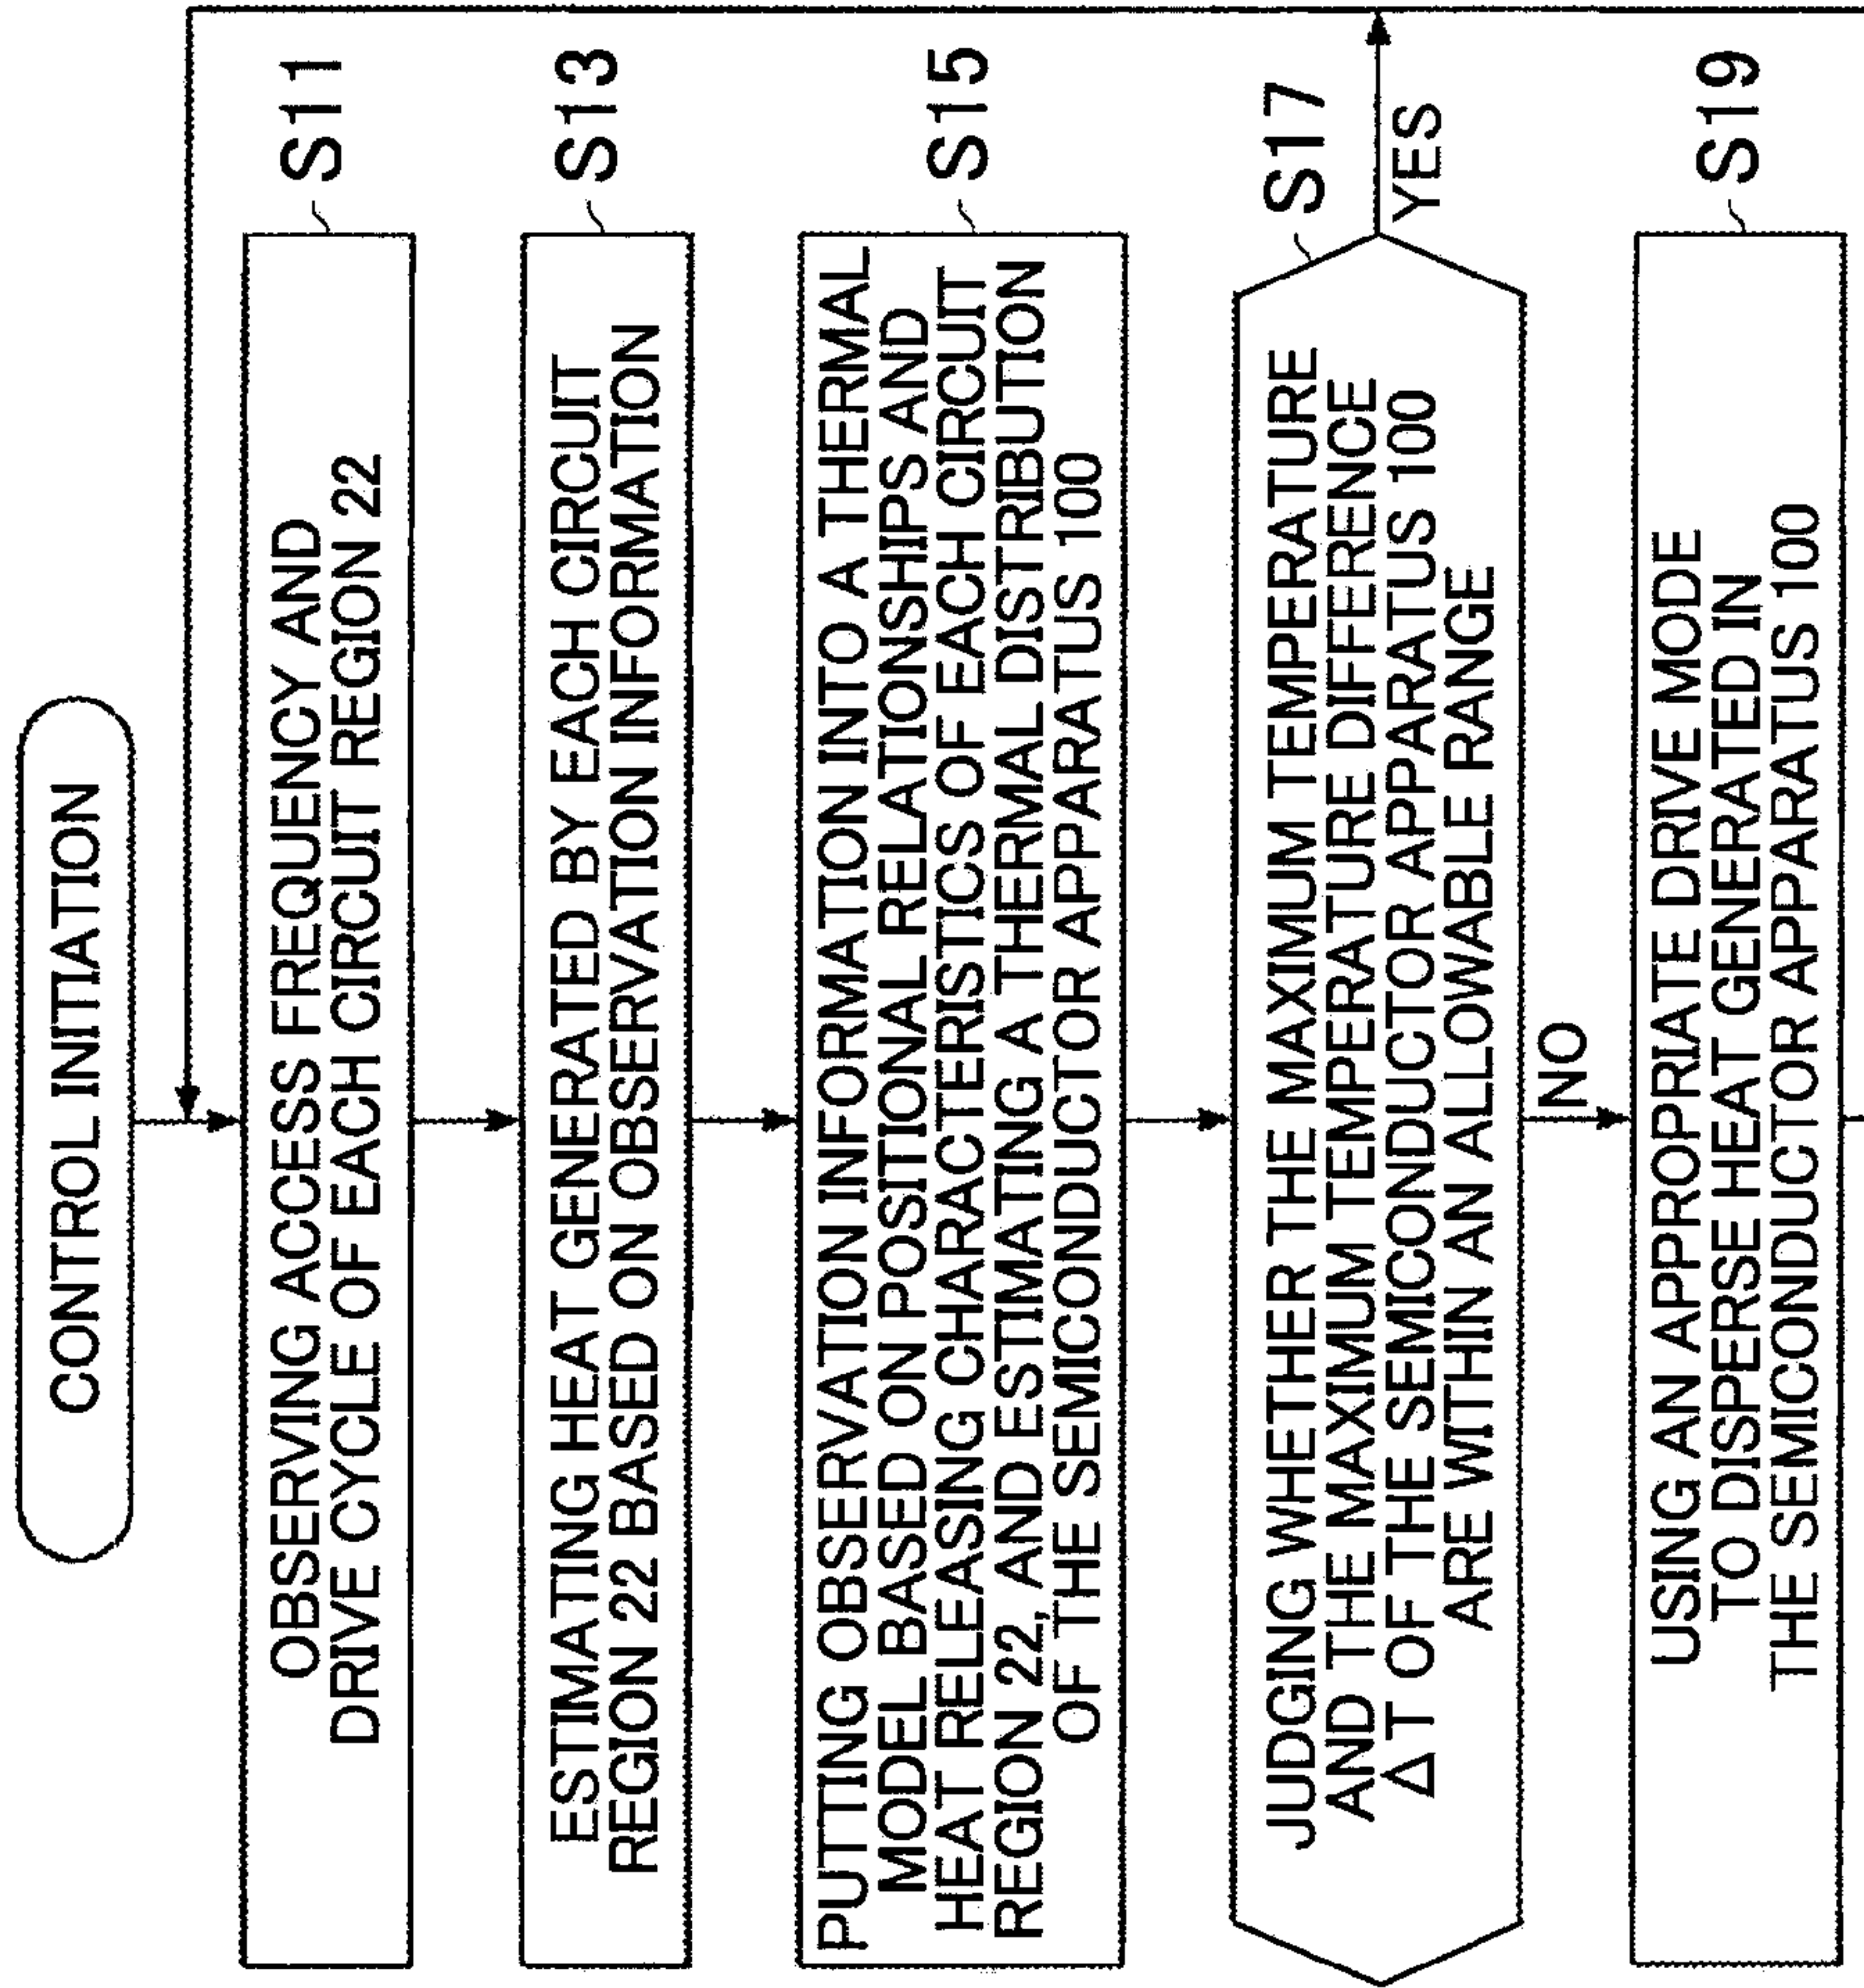 CONTROL INITIATION
OBSERVING ACCESS FREQUENCY AND
DRIVE CYCLE OF EACH CIRCUIT REGION 22
S11
ESTIMATING HEAT GENERATED BY EACH CIRCUIT
REGION 22 BASED ON OBSERVATION INFORMATION
S13
PUTTING OBSERVATION INFORMATION INTO A THERMAL
MODEL BASED ON POSITIONAL RELATIONSHIPS AND
HEAT RELEASING CHARACTERISTICS OF EACH CIRCUIT
REGION 22, AND ESTIMATING A THERMAL DISTRIBUTION
OF THE SEMICONDUCTOR APPARATUS 100
S15
JUDGING WHETHER THE MAXIMUM TEMPERATURE
AND THE MAXIMUM TEMPERATURE DIFFERENCE
Δ T OF THE SEMICONDUCTOR APPARATUS 100
ARE WITHIN AN ALLOWABLE RANGE
S17
YES
NO
USING AN APPROPRIATE DRIVE MODE
TO DISPERSE HEAT GENERATED IN
THE SEMICONDUCTOR APPARATUS 100
S19